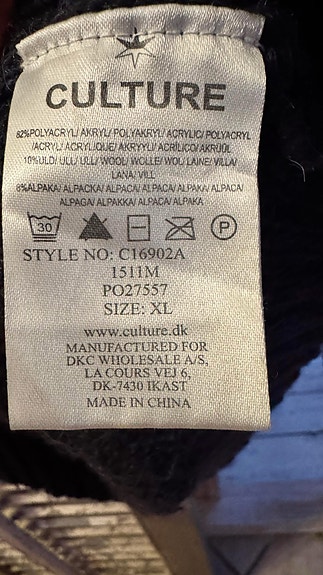 CULTURE
82%POLYACRYL/ AKRYL/ POLYAKRYL/ ACRYLIC/ POLYACRYL
/ACRYL/ ACRYL/QUE/ AKRYYLI/ ACRÍLICO/ AKRÜÜL
10%ULD/ ULL/ ULL/ WOOL/ WOLLE/ WOL/ LAINE/ VILLA/
LANA/ VILL
8%ALPAKA/ ALPACKA/ ALPACA/ ALPACA/ ALPAKA/ ALPACA/
ALPAGA/ ALPAKKA/ ALPACA/ ALPAKA
30 P
STYLE NO: C16902A
1511M
PO27557
SIZE: XL
www.culture.dk
MANUFACTURED FOR
DKC WHOLESALE A/S,
LA COURS VEJ 6,
DK-7430 IKAST
MADE IN CHINA